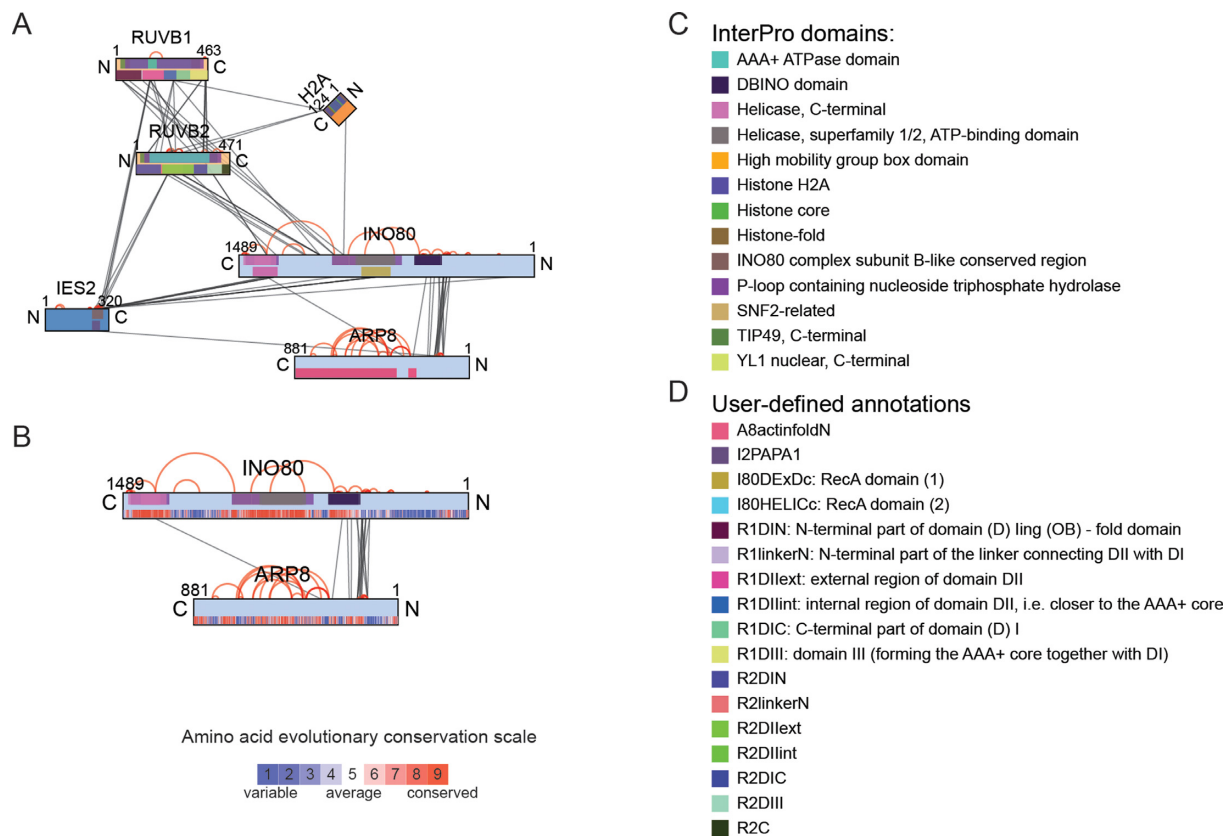 A
RUVB1
1 463
N C
H2A
124 1
C N
RUVB2
1 471
N C
INO80
1489 1
C N
IES2
1 320
N C
ARP8
881 1
C N
B
INO80
1489 1
C N
ARP8
881 1
C N
Amino acid evolutionary conservation scale
1 2 3 4 5 6 7 8 9
variable average conserved
C
InterPro domains:
AAA+ ATPase domain
DBINO domain
Helicase, C-terminal
Helicase, superfamily 1/2, ATP-binding domain
High mobility group box domain
Histone H2A
Histone core
Histone-fold
INO80 complex subunit B-like conserved region
P-loop containing nucleoside triphosphate hydrolase
SNF2-related
TIP49, C-terminal
YL1 nuclear, C-terminal
D
User-defined annotations
A8actinfoldN
I2PAPA1
I80DExDc: RecA domain (1)
I80HELICc: RecA domain (2)
R1DIN: N-terminal part of domain (D) ling (OB) - fold domain
R1linkerN: N-terminal part of the linker connecting DII with DI
R1DIIext: external region of domain DII
R1DIIint: internal region of domain DII, i.e. closer to the AAA+ core
R1DIC: C-terminal part of domain (D) I
R1DIII: domain III (forming the AAA+ core together with DI)
R2DIN
R2linkerN
R2DIIext
R2DIIint
R2DIC
R2DIII
R2C